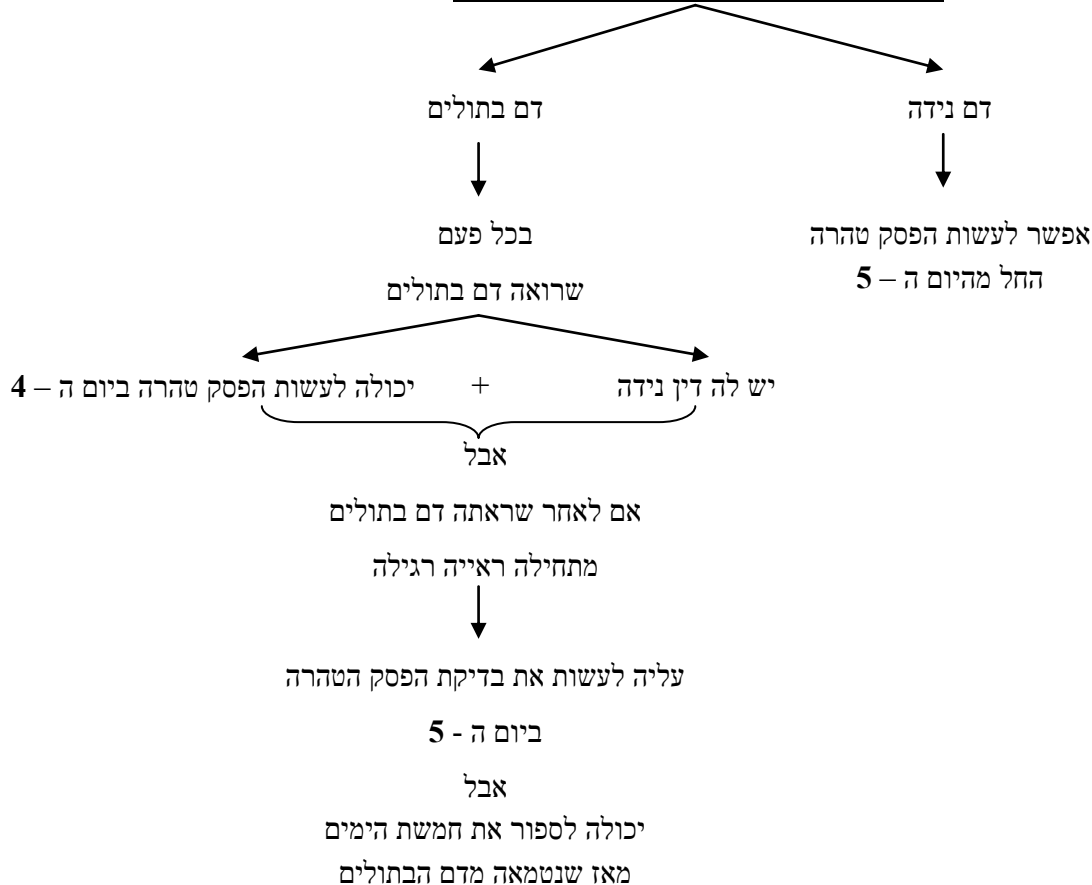 דם נידה
דם בתולים
אפשר לעשות הפסק טהרה
החל מהיום ה – 5
בכל פעם
שרואה דם בתולים
יש לה דין נידה + יכולה לעשות הפסק טהרה ביום ה – 4
אבל
אם לאחר שראתה דם בתולים
מתחילה ראייה רגילה
עליה לעשות את בדיקת הפסק הטהרה
ביום ה - 5
אבל
יכולה לספור את חמשת הימים
מאז שנטמאה מדם הבתולים